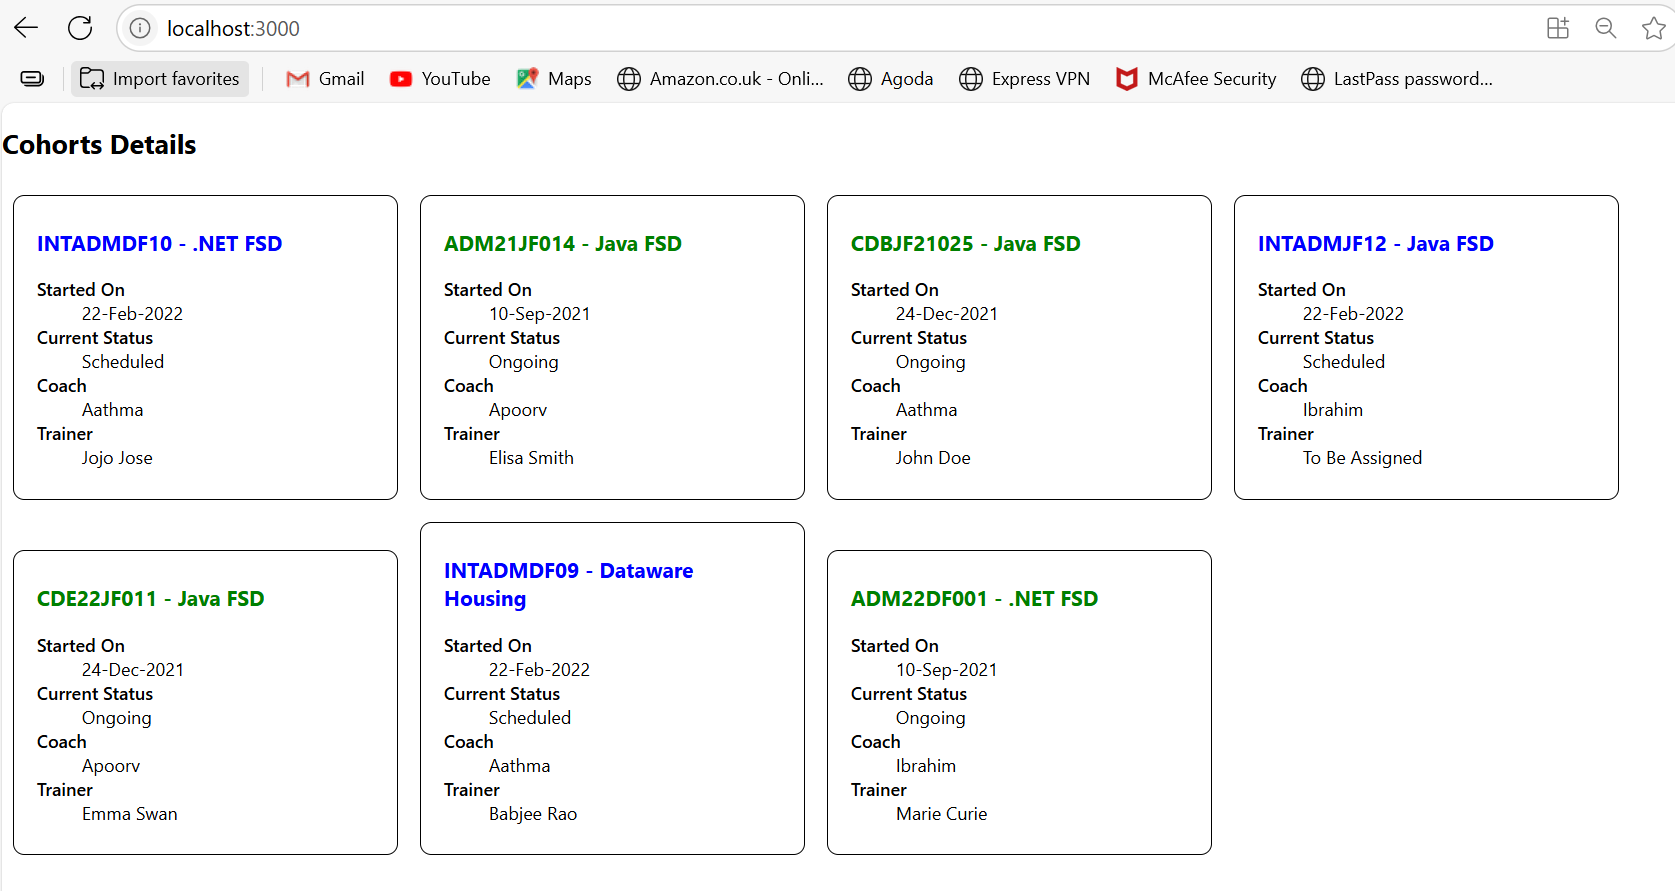 localhost:3000
Import favorites Gmail YouTube Maps Amazon.co.uk - Onli... Agoda Express VPN McAfee Security LastPass password...
Cohorts Details
INTADMDF10 - .NET FSD
Started On
22-Feb-2022
Current Status
Scheduled
Coach
Aathma
Trainer
Jojo Jose
ADM21JF014 - Java FSD
Started On
10-Sep-2021
Current Status
Ongoing
Coach
Apoorv
Trainer
Elisa Smith
CDBJF21025 - Java FSD
Started On
24-Dec-2021
Current Status
Ongoing
Coach
Aathma
Trainer
John Doe
INTADMJF12 - Java FSD
Started On
22-Feb-2022
Current Status
Scheduled
Coach
Ibrahim
Trainer
To Be Assigned
CDE22JF011 - Java FSD
Started On
24-Dec-2021
Current Status
Ongoing
Coach
Apoorv
Trainer
Emma Swan
INTADMDF09 - Dataware
Housing
Started On
22-Feb-2022
Current Status
Scheduled
Coach
Aathma
Trainer
Babjee Rao
ADM22DF001 - .NET FSD
Started On
10-Sep-2021
Current Status
Ongoing
Coach
Ibrahim
Trainer
Marie Curie